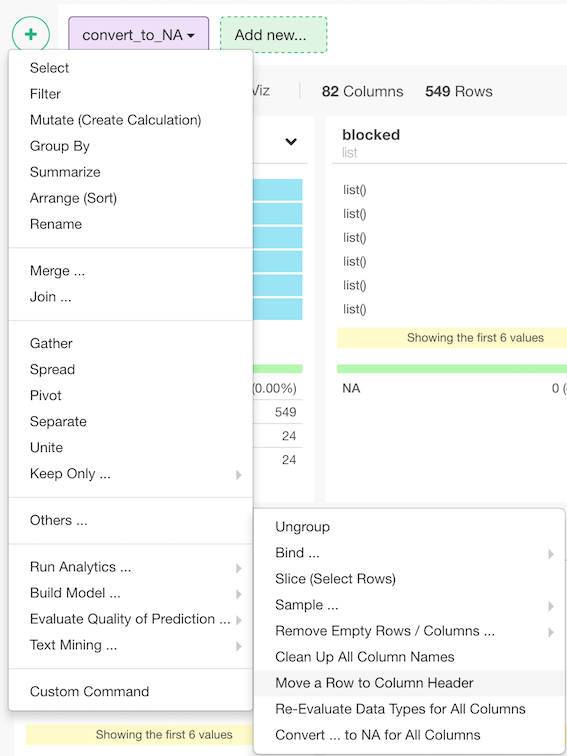 +
convert_to_NA
Add new...
Viz
82 Columns
549 Rows
Select
Filter
Mutate (Create Calculation)
Group By
Summarize
Arrange (Sort)
Rename
Merge ...
Join ...
Gather
Spread
Pivot
Separate
Unite
Keep Only ...
Others ...
Run Analytics ...
Build Model ...
Evaluate Quality of Prediction ...
Text Mining ...
Custom Command
(0.00%)
549
24
24
Showing the first 6 values
blocked
list
list()
list()
list()
list()
list()
list()
Showing the first 6 values
NA
0 (
Ungroup
Bind ...
Slice (Select Rows)
Sample ...
Remove Empty Rows / Columns ...
Clean Up All Column Names
Move a Row to Column Header
Re-Evaluate Data Types for All Columns
Convert ... to NA for All Columns